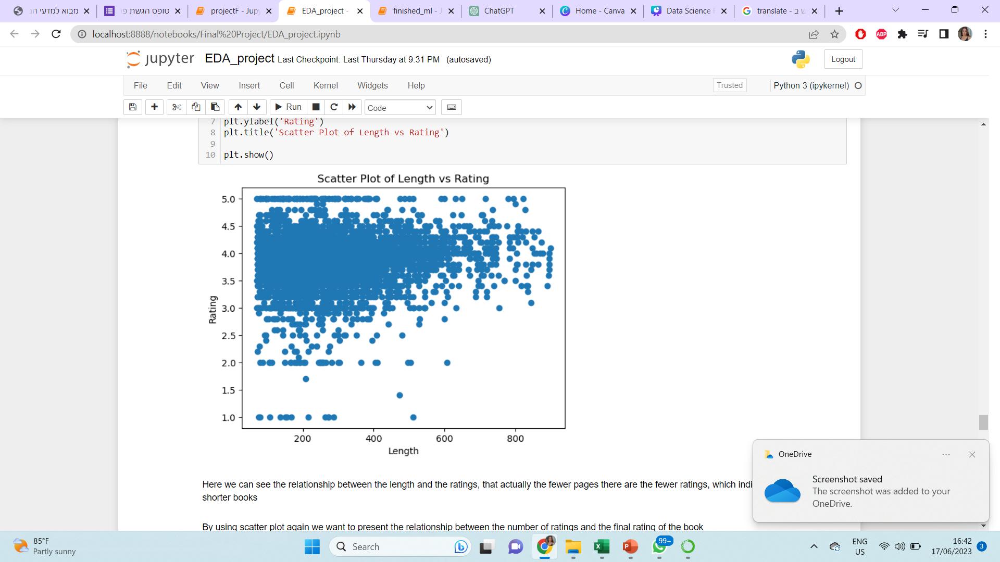 מבוא למדעי הנ
טופס הגשת פר
projectF - Jupy
EDA_project -
finished_ml - J
ChatGPT
Home - Canva
Data Science F
translate - ש ב
localhost:8888/notebooks/Final%20Project/EDA_project.ipynb
ABP
jupyter EDA_project Last Checkpoint: Last Thursday at 9:31 PM (autosaved)
Logout
File Edit View Insert Cell Kernel Widgets Help
Trusted
Python 3 (ipykernel)
Run
Code
7 plt.ylabel('Rating')
8 plt.title('Scatter Plot of Length vs Rating')
9
10 plt.show()
Scatter Plot of Length vs Rating
5.0
4.5
4.0
3.5
3.0
2.5
2.0
1.5
1.0
Rating
200 400 600 800
Length
Here we can see the relationship between the length and the ratings, that actually the fewer pages there are the fewer ratings, which indi
shorter books
By using scatter plot again we want to present the relationship between the number of ratings and the final rating of the book
OneDrive
Screenshot saved
The screenshot was added to your
OneDrive.
85°F
Partly sunny
Search
99+
ENG
US
16:42
17/06/2023
3